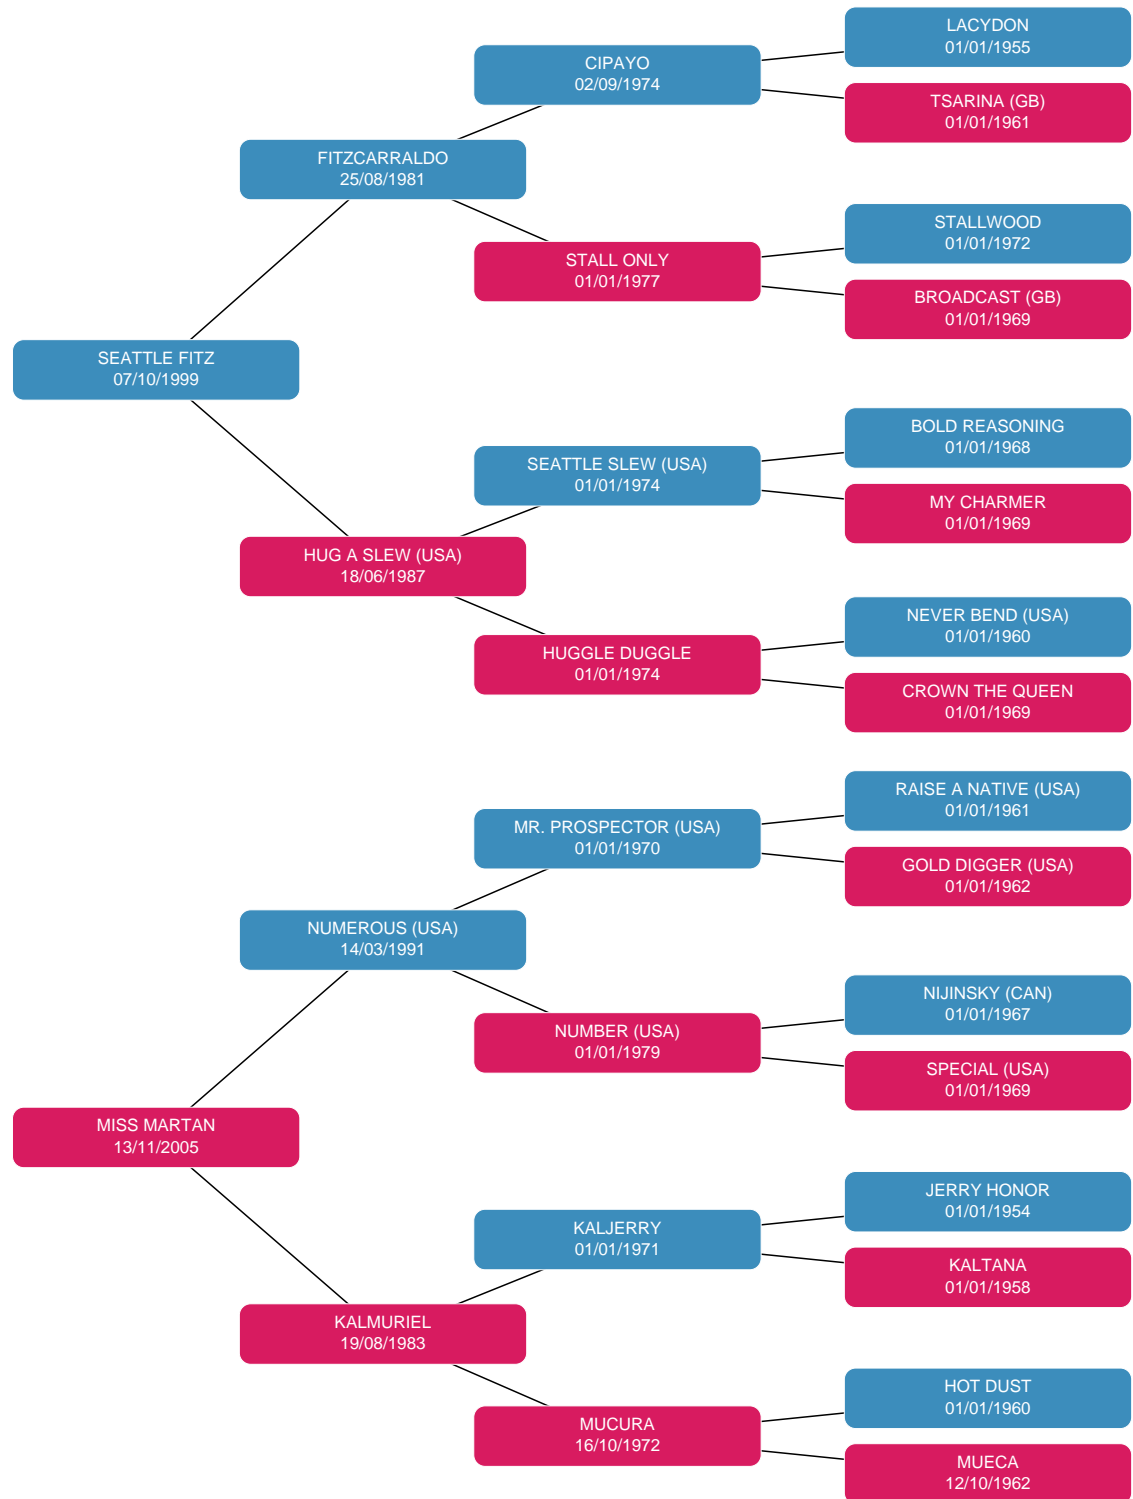 LACYDON
01/01/1955
CIPAYO
02/09/1974
TSARINA (GB)
01/01/1961
FITZCARRALDO
25/08/1981
STALLWOOD
01/01/1972
STALL ONLY
01/01/1977
BROADCAST (GB)
01/01/1969
SEATTLE FITZ
07/10/1999
BOLD REASONING
01/01/1968
SEATTLE SLEW (USA)
01/01/1974
MY CHARMER
01/01/1969
HUG A SLEW (USA)
18/06/1987
NEVER BEND (USA)
01/01/1960
HUGGLE DUGGLE
01/01/1974
CROWN THE QUEEN
01/01/1969
RAISE A NATIVE (USA)
01/01/1961
MR. PROSPECTOR (USA)
01/01/1970
GOLD DIGGER (USA)
01/01/1962
NUMEROUS (USA)
14/03/1991
NIJINSKY (CAN)
01/01/1967
NUMBER (USA)
01/01/1979
SPECIAL (USA)
01/01/1969
MISS MARTAN
13/11/2005
JERRY HONOR
01/01/1954
KALJERRY
01/01/1971
KALTANA
01/01/1958
KALMURIEL
19/08/1983
HOT DUST
01/01/1960
MUCURA
16/10/1972
MUECA
12/10/1962